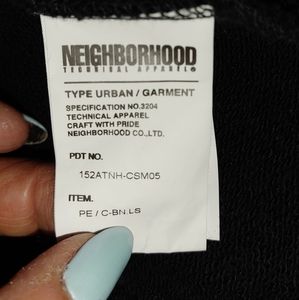 NEIGHBORHOOD
TECHNICAL APPAREL®
TYPE URBAN / GARMENT
SPECIFICATION NO.3204
TECHNICAL APPAREL
CRAFT WITH PRIDE
NEIGHBORHOOD CO.,LTD.
PDT NO.
152ATNH-CSM05
ITEM.
PE / C-BN.LS